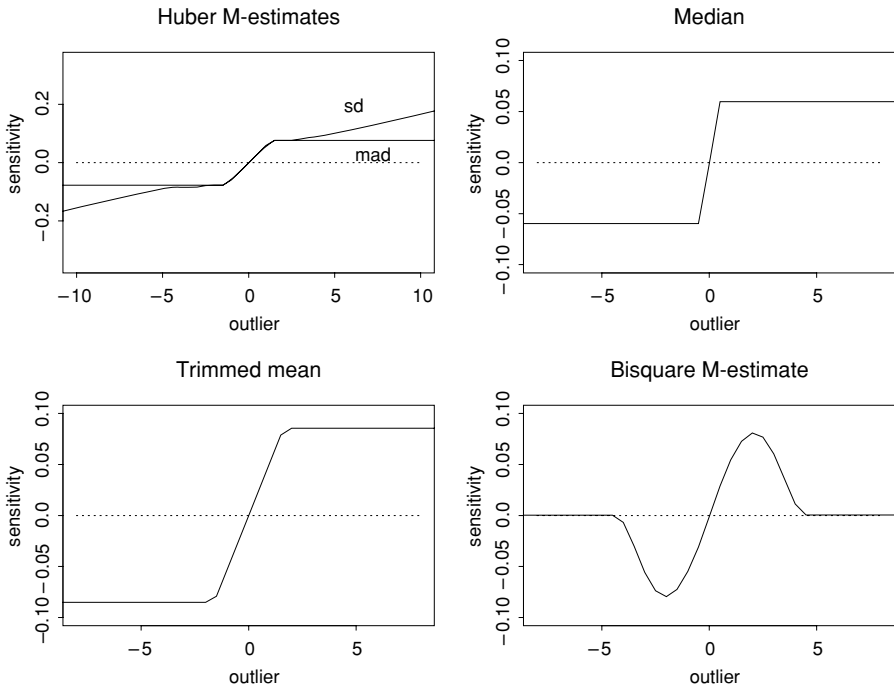 Huber M-estimates
sensitivity
−0.2
0.0
0.2
sd
mad
−10
−5
0
5
10
outlier
Median
sensitivity
−0.10
−0.05
0.0
0.05
0.10
−5
0
5
outlier
Trimmed mean
sensitivity
−0.10
−0.05
0.0
0.05
0.10
−5
0
5
outlier
Bisquare M-estimate
sensitivity
−0.10
−0.05
0.0
0.05
0.10
−5
0
5
outlier